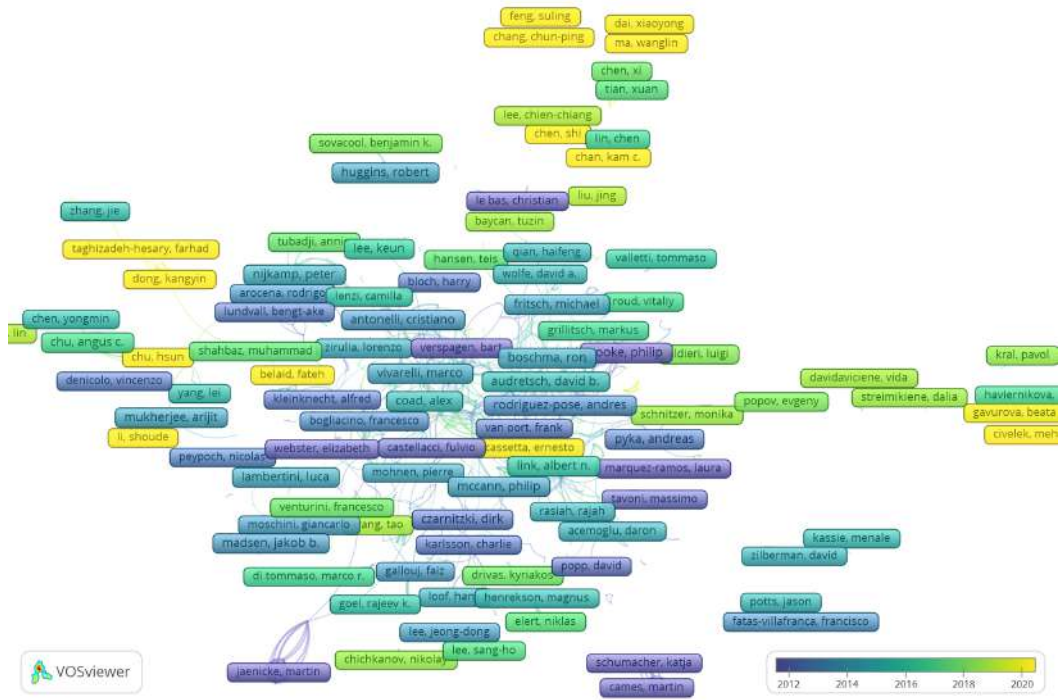 feng, suling
dai, xiaoyong
chang, chun-ping
ma, wanglin
chen, xi
tian, xuan
lee, chien-chiang
chen, shi
lin, chen
sovacool, benjamin k.
chan, kam c.
huggins, robert
le bas, christian
liu, jing
zhang, jie
baycan, tuzin
taghizadeh-hesary, farhad
tubadji, annie
lee, keun
hansen, teis
qian, haifeng
valletti, tommaso
dong, kangyin
nijkamp, peter
bloch, harry
wolfe, david a.
arocena, rodrigo
lenzi, camilla
fritsch, michael
roud, vitaliy
lundvall, bengt-ake
antonelli, cristiano
chen, yongmin
grillitsch, markus
lin
chu, angus c.
chu, hsun
shahbaz, muhammad
zirulia, lorenzo
verspagen, bart
boschma, ron
ooke, philip
ldieri, luigi
kral, pavol
denicolo, vincenzo
belaid, fateh
vivarelli, marco
audretsch, david b.
davidaviciene, vida
yang, lei
kleinknecht, alfred
coad, alex
rodriguez-pose, andres
popov, evgeny
streimikiene, dalia
haviernikova,
mukherjee, arijit
bogliacino, francesco
schnitzer, monika
gavurova, beata
li, shoude
van oort, frank
pyka, andreas
civelek, meh
peypoch, nicolas
webster, elizabeth
castellacci, fulvio
cassetta, ernesto
lambertini, luca
mohnen, pierre
link, albert n.
marquez-ramos, laura
mccann, philip
venturini, francesco
tavoni, massimo
moschini, giancarlo
ang, tao
czarnitzki, dirk
rasiah, rajah
acemoglu, daron
kassie, menale
madsen, jakob b.
karlsson, charlie
zilberman, david
di tommaso, marco r.
gallouj, faiz
drivas, kyriakos
popp, david
goel, rajeev k.
loof, han
henrekson, magnus
potts, jason
elert, niklas
fatas-villafranca, francisco
lee, jeong-dong
lee, sang-ho
jaenicke, martin
chichkanov, nikolay
schumacher, katja
cames, martin
VOSviewer
2012 2014 2016 2018 2020